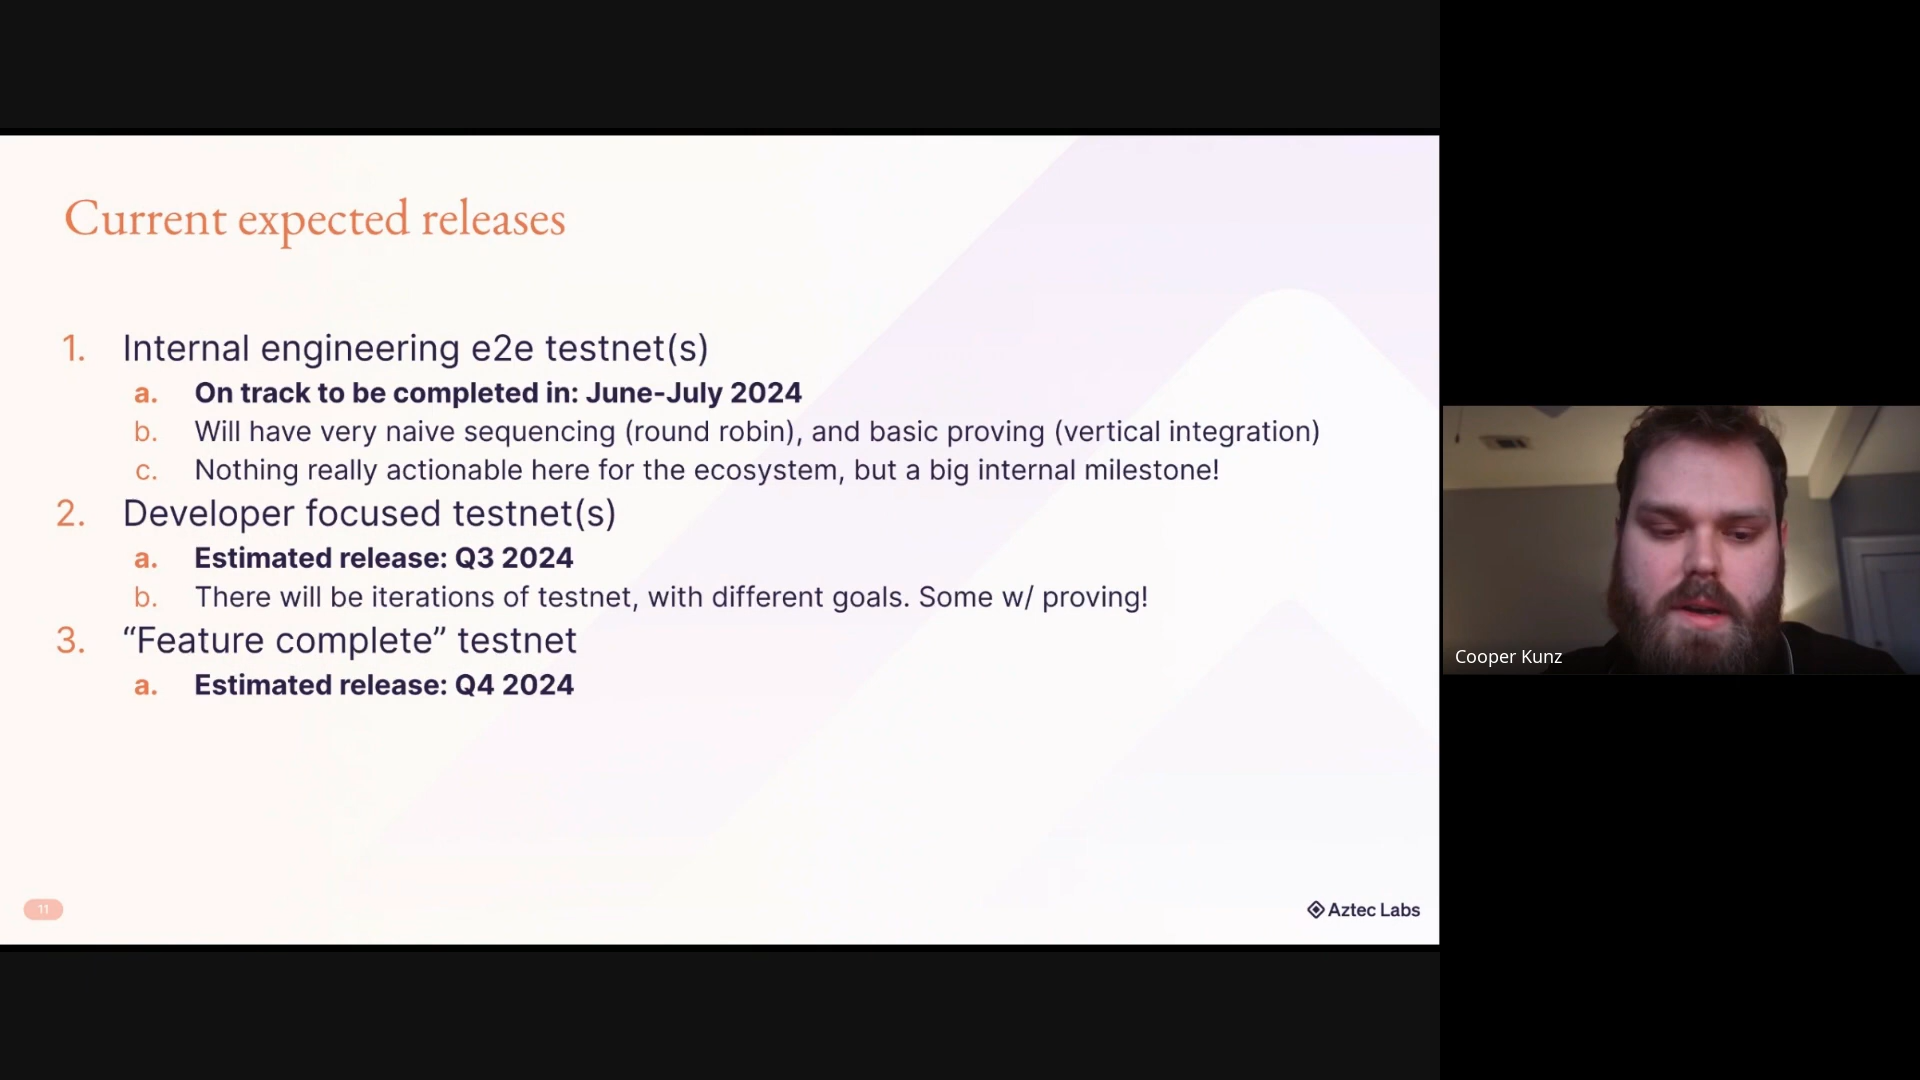 Current expected releases
1. Internal engineering e2e testnet(s)
a. On track to be completed in: June-July 2024
b. Will have very naive sequencing (round robin), and basic proving (vertical integration)
c. Nothing really actionable here for the ecosystem, but a big internal milestone!
2. Developer focused testnet(s)
a. Estimated release: Q3 2024
b. There will be iterations of testnet, with different goals. Some w/ proving!
3. “Feature complete” testnet
a. Estimated release: Q4 2024
11
Aztec Labs
Cooper Kunz